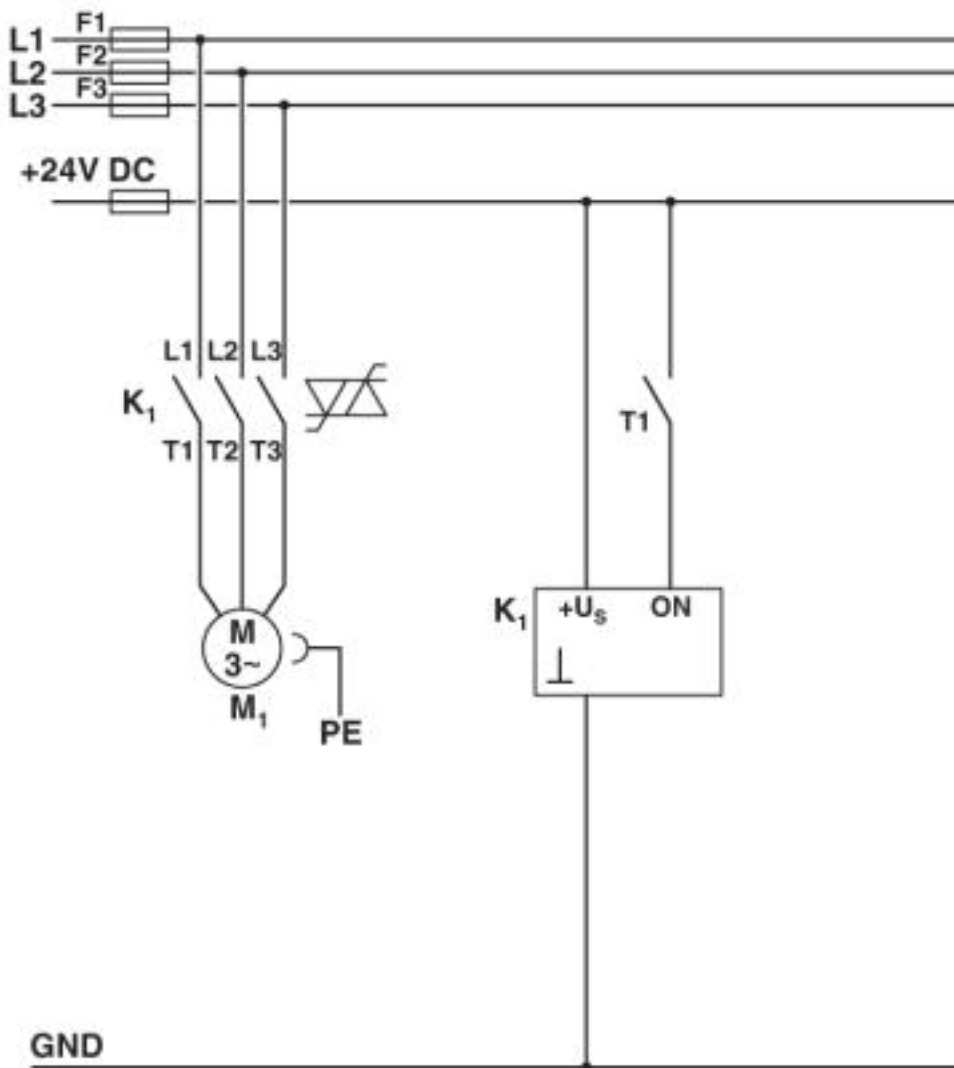 F1
L1
F2
L2
F3
L3
+24V DC
L1 L2 L3
K₁
T1 T2 T3
T1
K₁ +Uₛ ON
M
3~
M₁
PE
GND